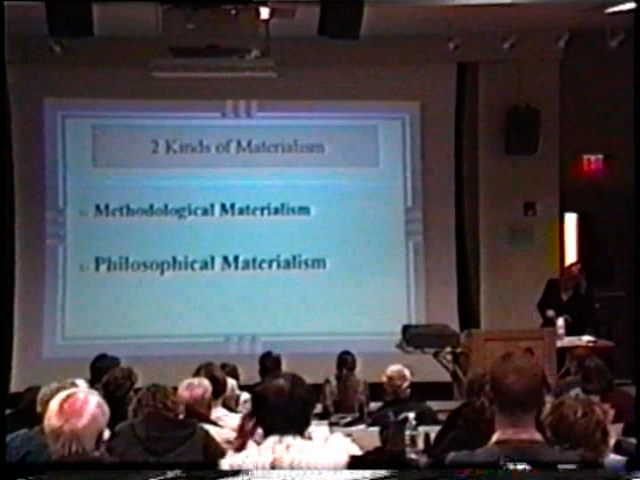 2 Kinds of Materialism
Methodological Materialism
Philosophical Materialism